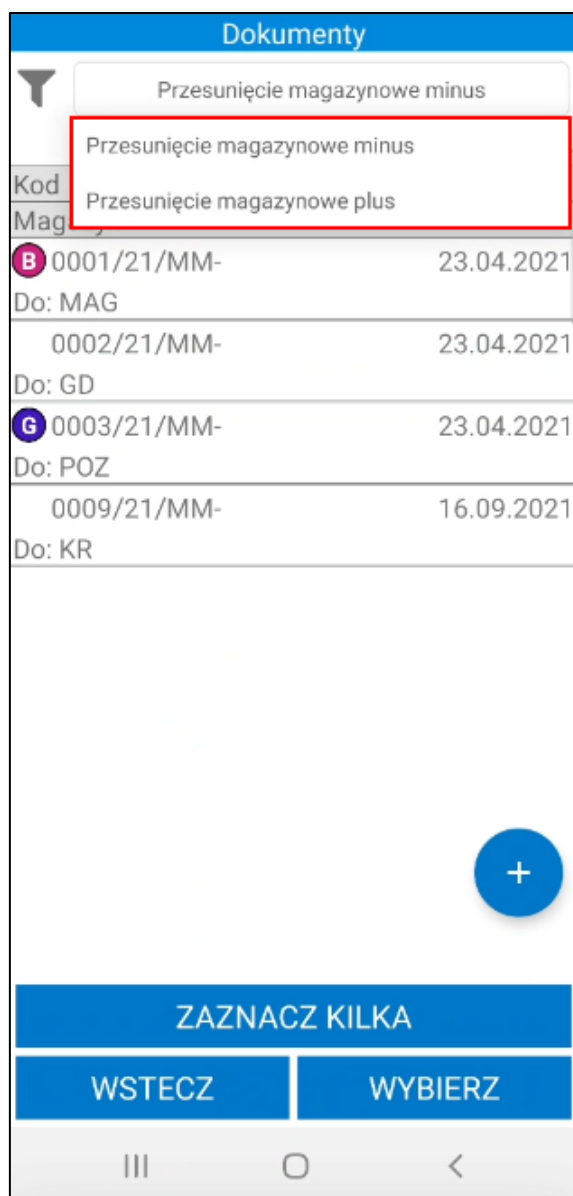 Dokumenty
Przesunięcie magazynowe minus
Przesunięcie magazynowe minus
Kod
Przesunięcie magazynowe plus
B 0001/21/MM- 23.04.2021
Do: MAG
0002/21/MM- 23.04.2021
Do: GD
G 0003/21/MM- 23.04.2021
Do: POZ
0009/21/MM- 16.09.2021
Do: KR
+
ZAZNACZ KILKA
WSTECZ WYBIERZ